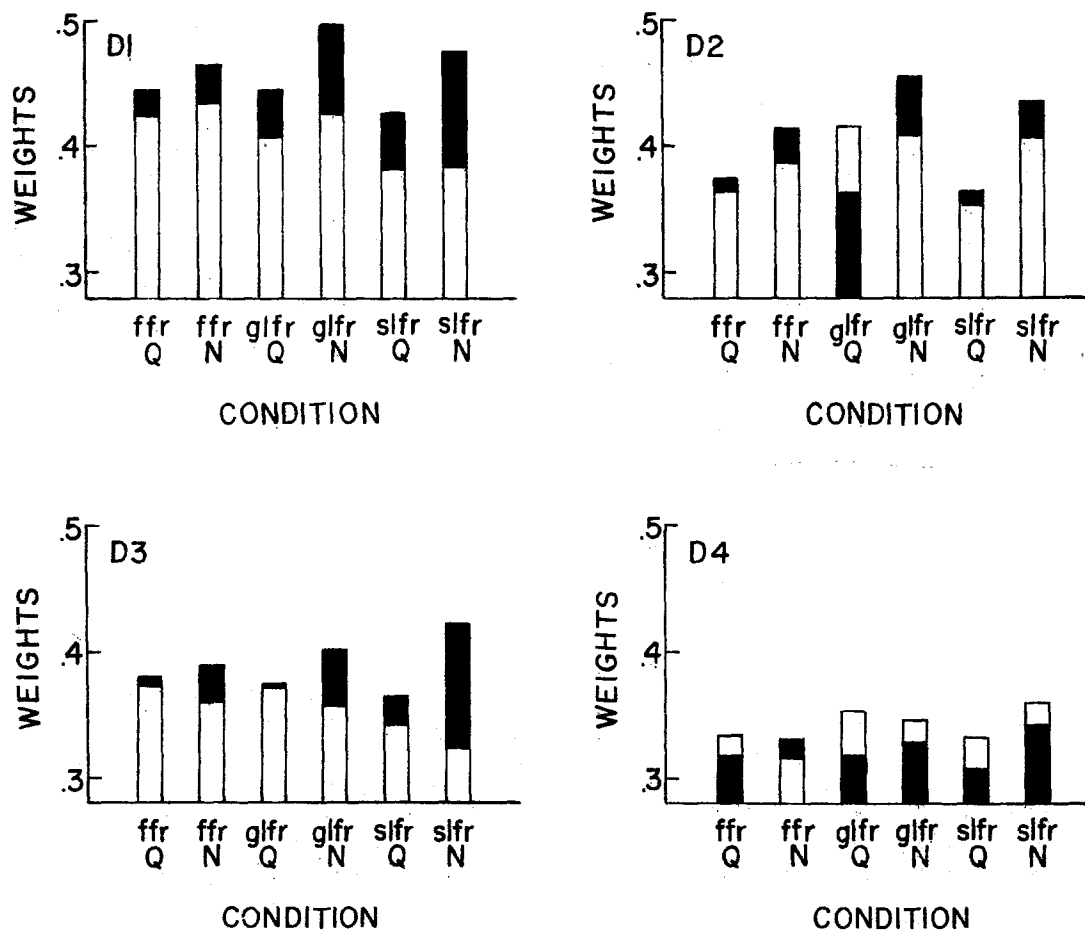 D1
WEIGHTS
.5
.4
.3
ffr ffr glfr glfr slfr slfr
Q N Q N Q N
CONDITION
D2
WEIGHTS
.5
.4
.3
ffr ffr glfr glfr slfr slfr
Q N Q N Q N
CONDITION
D3
WEIGHTS
.5
.4
.3
ffr ffr glfr glfr slfr slfr
Q N Q N Q N
CONDITION
D4
WEIGHTS
.5
.4
.3
ffr ffr glfr glfr slfr slfr
Q N Q N Q N
CONDITION